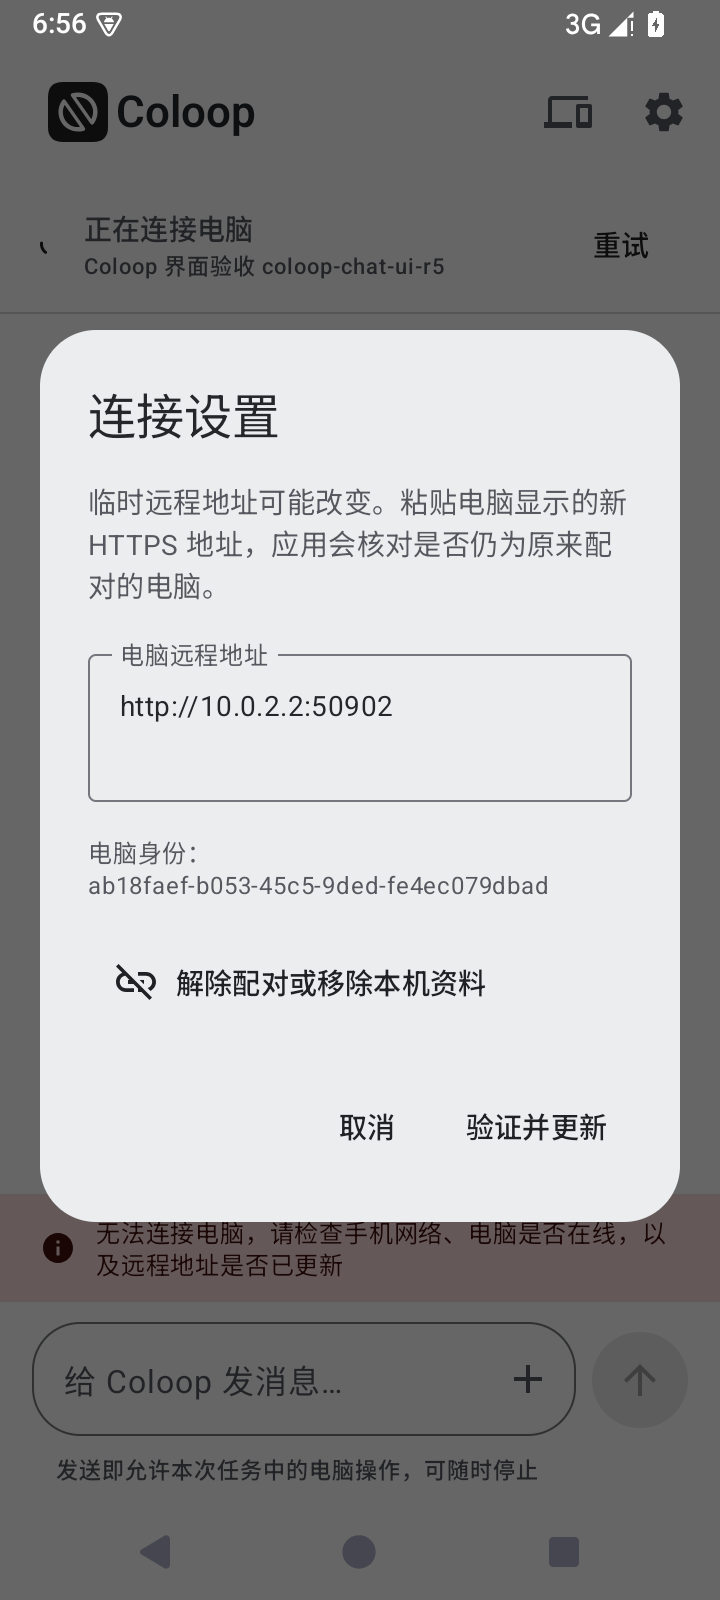 6:56
3G
Coloop
正在连接电脑
Coloop 界面验收 coloop-chat-ui-r5
重试
连接设置
临时远程地址可能改变。粘贴电脑显示的新
HTTPS 地址，应用会核对是否仍为原来配
对的电脑。
电脑远程地址
http://10.0.2.2:50902
电脑身份：
ab18faef-b053-45c5-9ded-fe4ec079dbad
解除配对或移除本机资料
取消
验证并更新
无法连接电脑，请检查手机网络、电脑是否在线，以
及远程地址是否已更新
给 Coloop 发消息…
发送即允许本次任务中的电脑操作，可随时停止